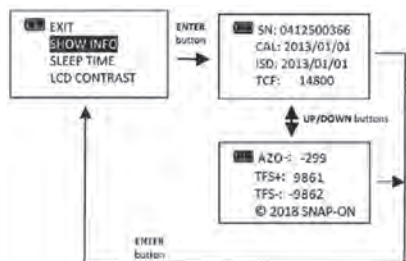 EXIT
SHOW INFO
SLEEP TIME
LCD CONTRAST
ENTER
button
SN: 0412500366
CAL: 2013/01/01
ISD: 2013/01/01
TCF: 14800
UP/DOWN buttons
AZO-: -299
TFS+: 9861
TFS-: -9862
© 2018 SNAP-ON
ENTER
button